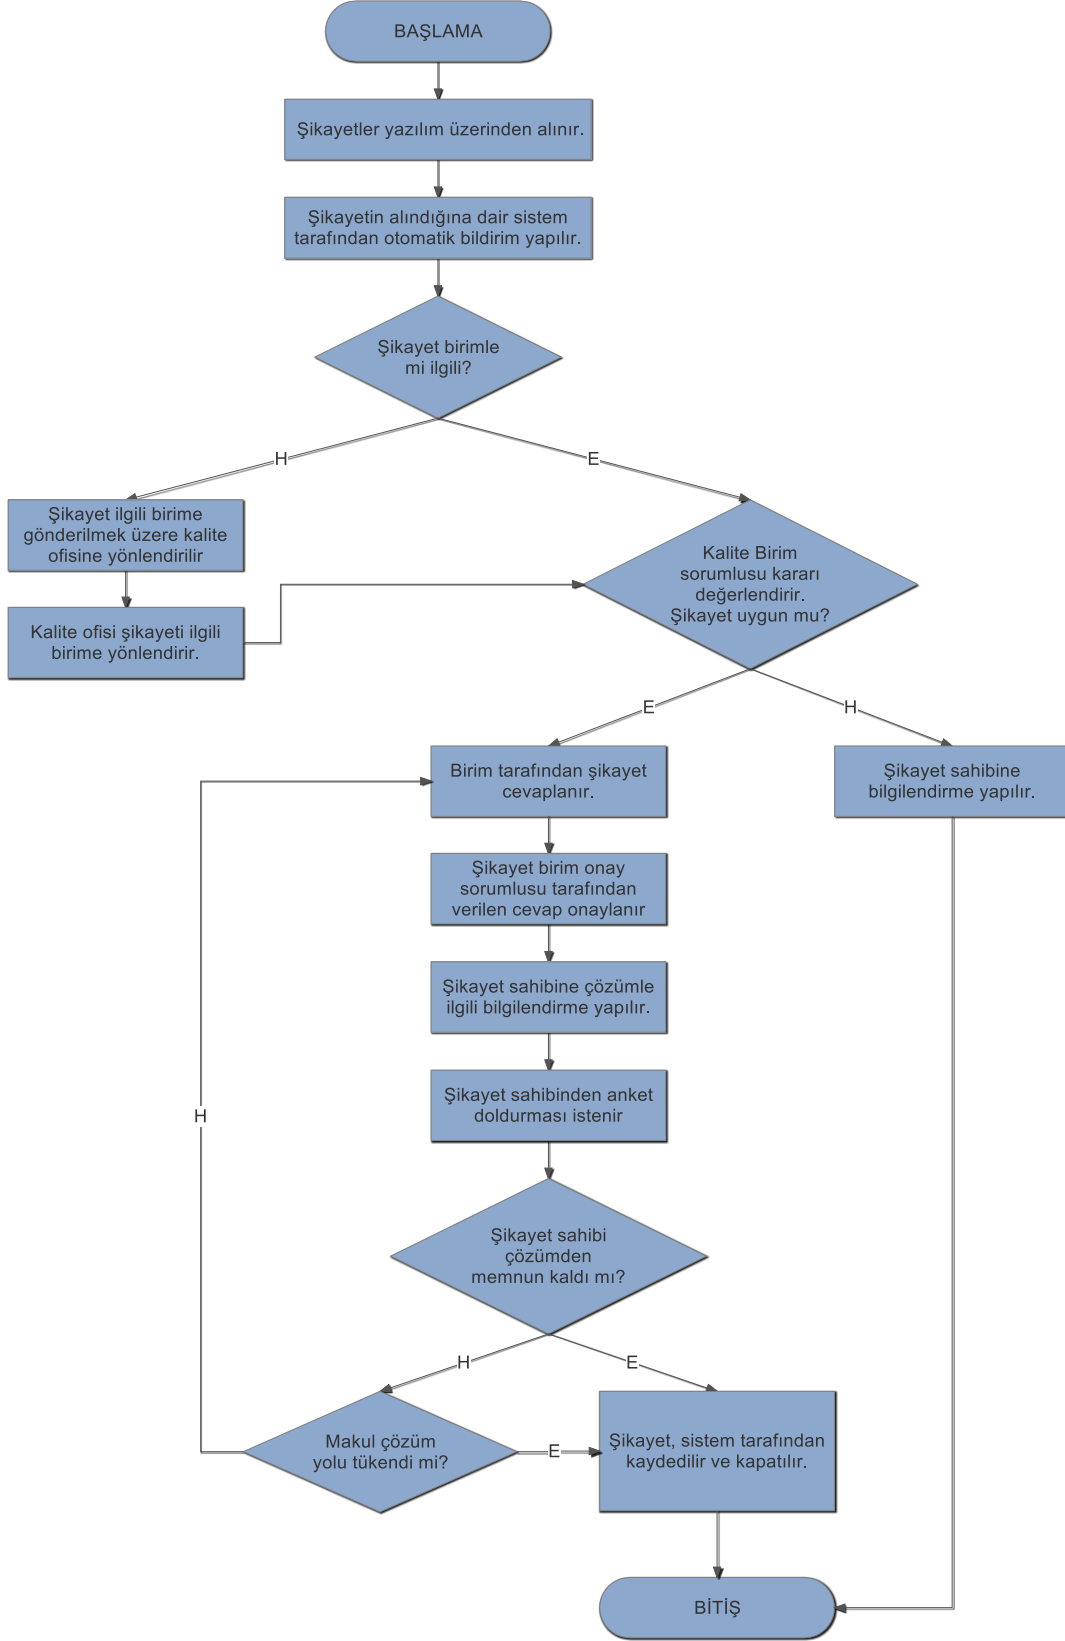 BAŞLAMA
Şikayetler yazılım üzerinden alınır.
Şikayetin alındığına dair sistem
tarafından otomatik bildirim yapılır.
Şikayet birimle
mi ilgili?
H
E
Şikayet ilgili birime
gönderilmek üzere kalite
ofisine yönlendirilir
Kalite Birim
sorumlusu kararı
değerlendirir.
Şikayet uygun mu?
Kalite ofisi şikayeti ilgili
birime yönlendirir.
E
H
Birim tarafından şikayet
cevaplanır.
Şikayet sahibine
bilgilendirme yapılır.
Şikayet birim onay
sorumlusu tarafından
verilen cevap onaylanır
Şikayet sahibine çözümle
ilgili bilgilendirme yapılır.
Şikayet sahibinden anket
doldurması istenir
H
Şikayet sahibi
çözümden
memnun kaldı mı?
H
E
Makul çözüm
yolu tükendi mi?
E
Şikayet, sistem tarafından
kaydedilir ve kapatılır.
BİTİŞ